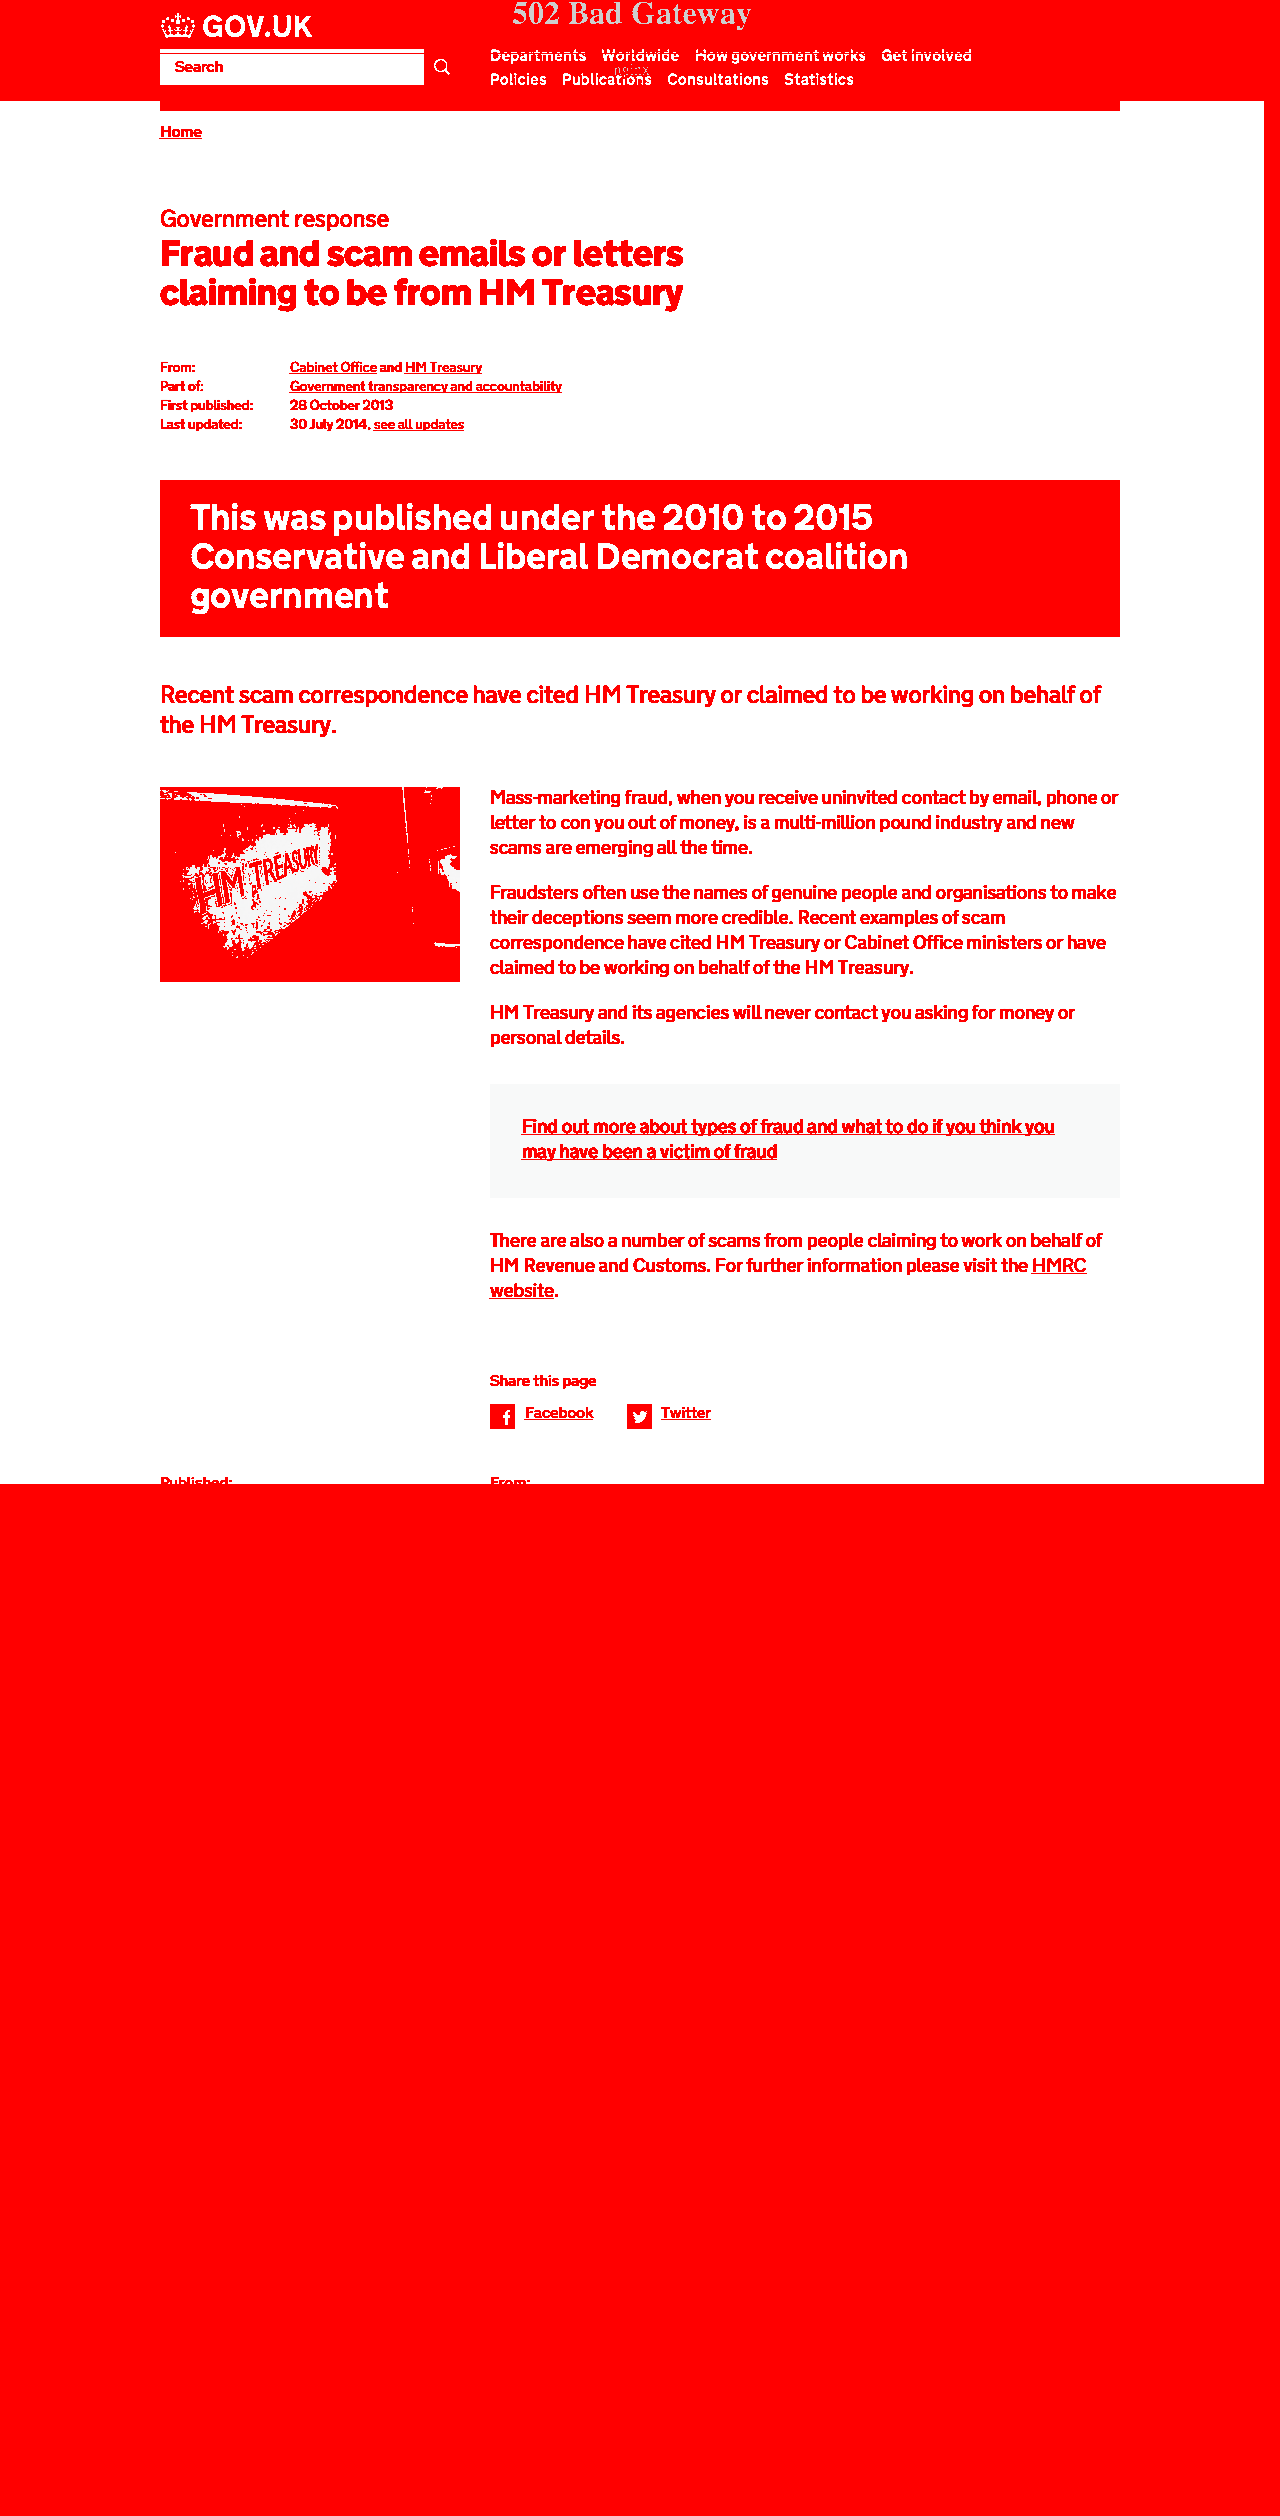 502 Bad Gateway
GOV.UK
Search
Departments Worldwide How government works Get involved
nginx
Policies Publications Consultations Statistics
Home
Government response
Fraud and scam emails or letters
claiming to be from HM Treasury
From: Cabinet Office and HM Treasury
Part of: Government transparency and accountability
First published: 28 October 2013
Last updated: 30 July 2014, see all updates
This was published under the 2010 to 2015
Conservative and Liberal Democrat coalition
government
Recent scam correspondence have cited HM Treasury or claimed to be working on behalf of
the HM Treasury.
HM TREASURY
Mass-marketing fraud, when you receive uninvited contact by email, phone or
letter to con you out of money, is a multi-million pound industry and new
scams are emerging all the time.
Fraudsters often use the names of genuine people and organisations to make
their deceptions seem more credible. Recent examples of scam
correspondence have cited HM Treasury or Cabinet Office ministers or have
claimed to be working on behalf of the HM Treasury.
HM Treasury and its agencies will never contact you asking for money or
personal details.
Find out more about types of fraud and what to do if you think you
may have been a victim of fraud
There are also a number of scams from people claiming to work on behalf of
HM Revenue and Customs. For further information please visit the HMRC
website.
Share this page
Facebook Twitter
Published: From: